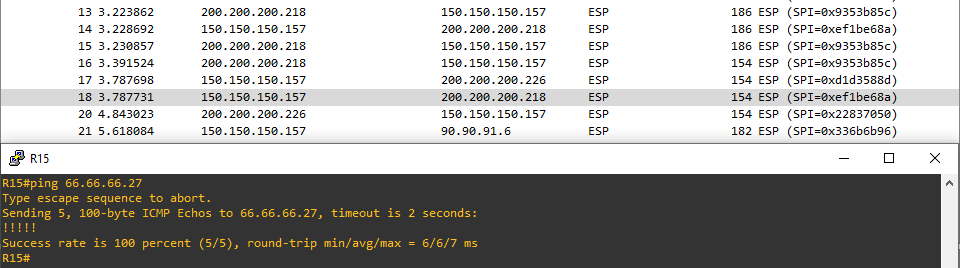 13 3.223862 200.200.200.218 150.150.150.157 ESP 186 ESP (SPI=0x9353b85c)
14 3.228692 150.150.150.157 200.200.200.218 ESP 186 ESP (SPI=0xef1be68a)
15 3.230857 200.200.200.218 150.150.150.157 ESP 186 ESP (SPI=0x9353b85c)
16 3.391524 200.200.200.218 150.150.150.157 ESP 154 ESP (SPI=0x9353b85c)
17 3.787698 150.150.150.157 200.200.200.226 ESP 154 ESP (SPI=0xd1d3588d)
18 3.787731 150.150.150.157 200.200.200.218 ESP 154 ESP (SPI=0xef1be68a)
20 4.843023 200.200.200.226 150.150.150.157 ESP 154 ESP (SPI=0x22837050)
21 5.618084 150.150.150.157 90.90.91.6 ESP 182 ESP (SPI=0x336b6b96)
R15
R15#ping 66.66.66.27
Type escape sequence to abort.
Sending 5, 100-byte ICMP Echos to 66.66.66.27, timeout is 2 seconds:
!!!!!
Success rate is 100 percent (5/5), round-trip min/avg/max = 6/6/7 ms
R15#